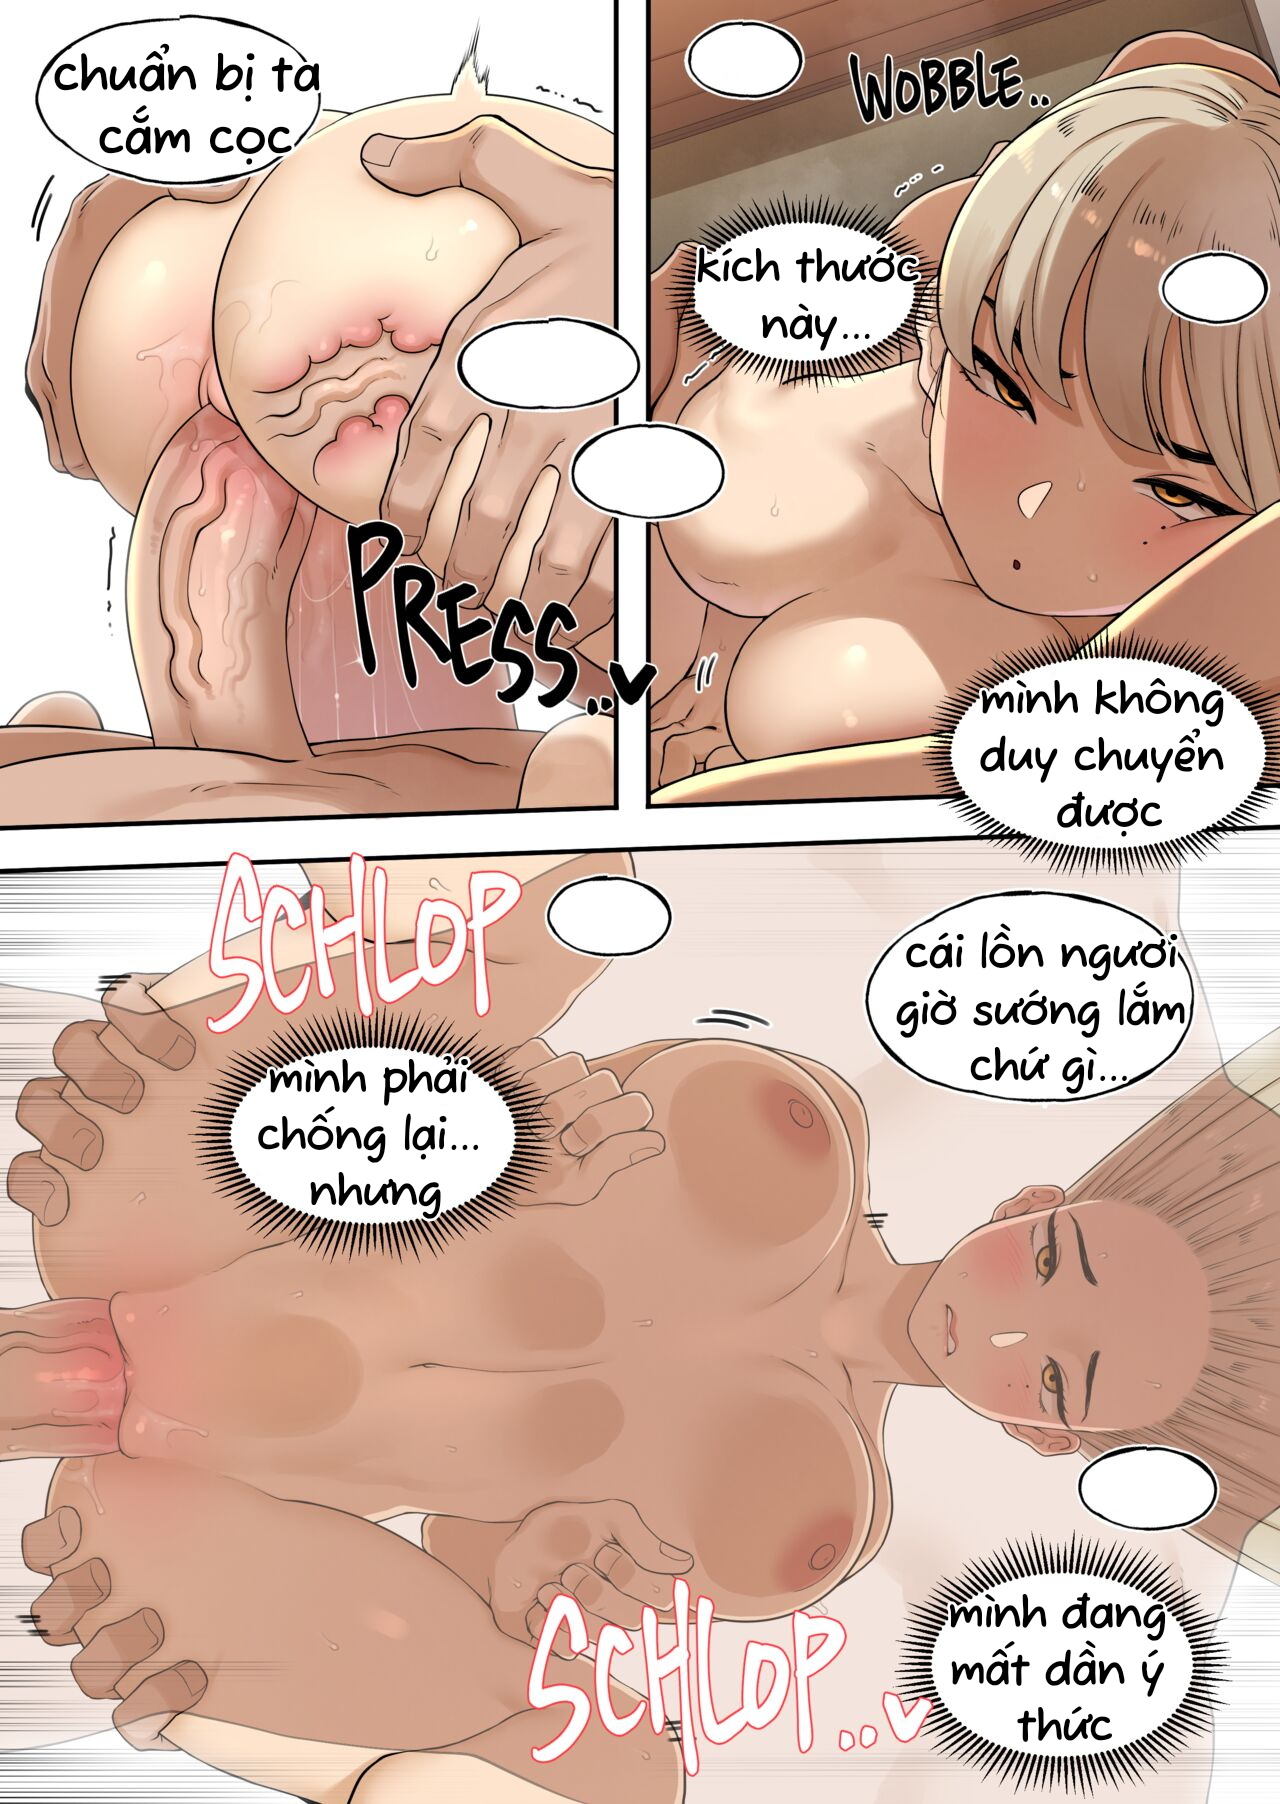 chuẩn bị ta
cắm cọc
WOBBLE..
kích thước
này...
PRESS..
mình không
duy chuyển
được
SCHLOP
cái lồn ngươi
giờ sướng lắm
chứ gì...
mình phải
chống lại...
nhưng
SCHLOP..
mình đang
mất dần ý
thức